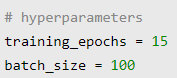 # hyperparameters
training_epochs = 15
batch_size = 100